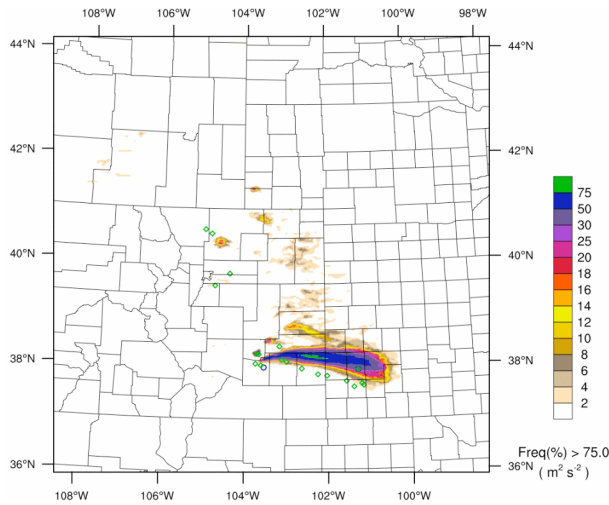 108°W 106°W 104°W 102°W 100°W 98°W
44°N 44°N
42°N 42°N
40°N 40°N
38°N 38°N
36°N 36°N
108°W 106°W 104°W 102°W 100°W
75
50
30
25
20
18
16
14
12
10
8
6
4
2
Freq(%) > 75.0
( m² s⁻² )